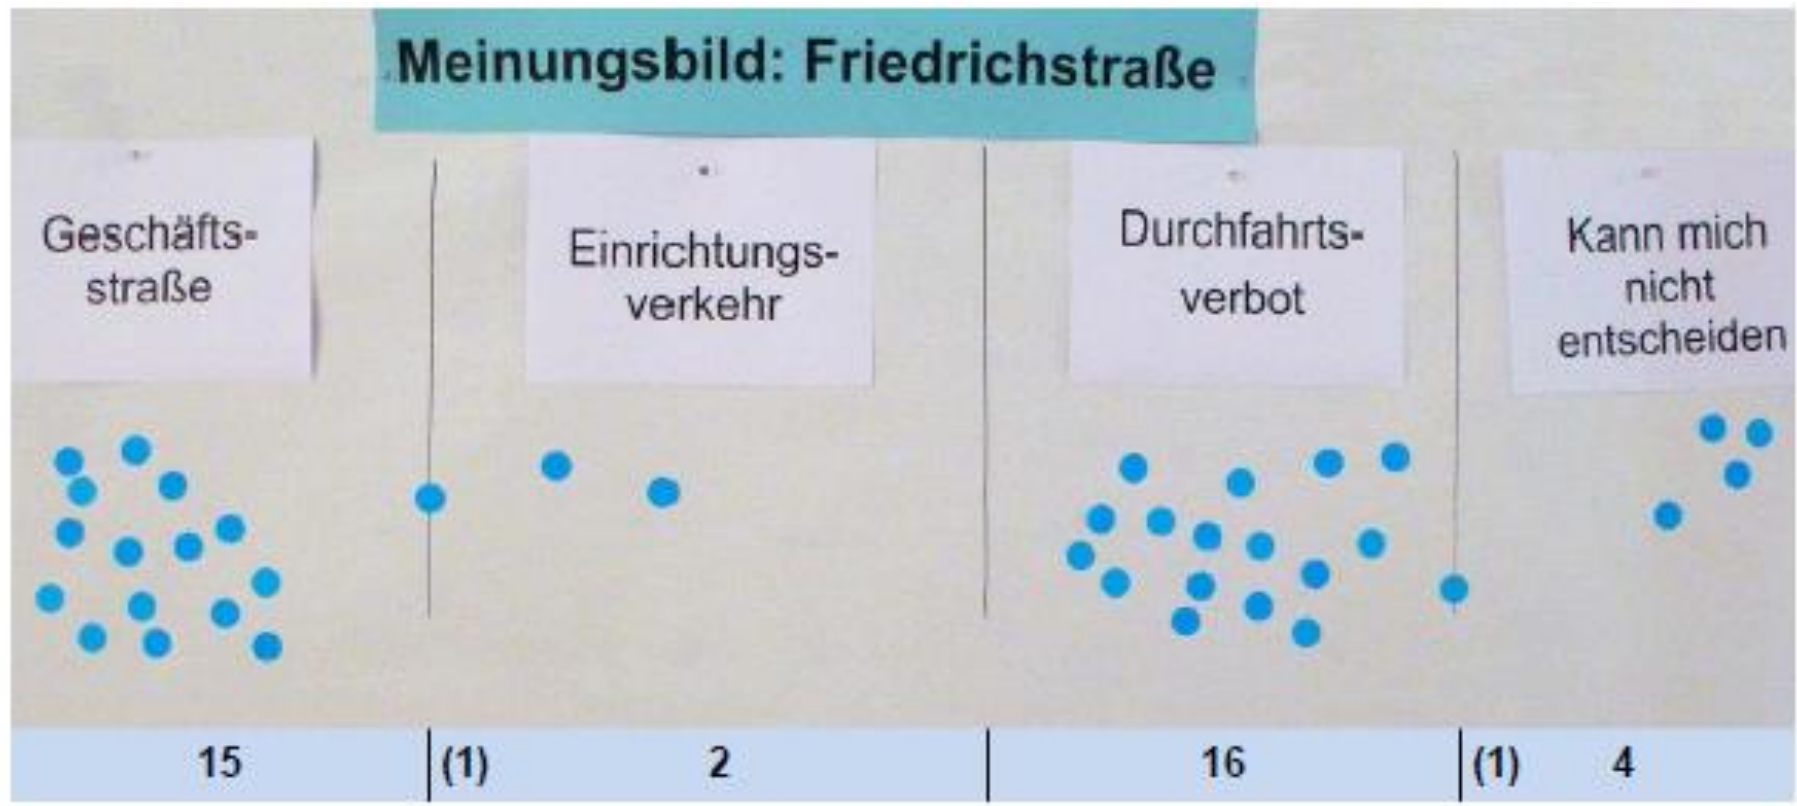 Meinungsbild: Friedrichstraße
Geschäfts-
straße
Einrichtungs-
verkehr
Durchfahrts-
verbot
Kann mich
nicht
entscheiden
15 (1) 2 16 (1) 4